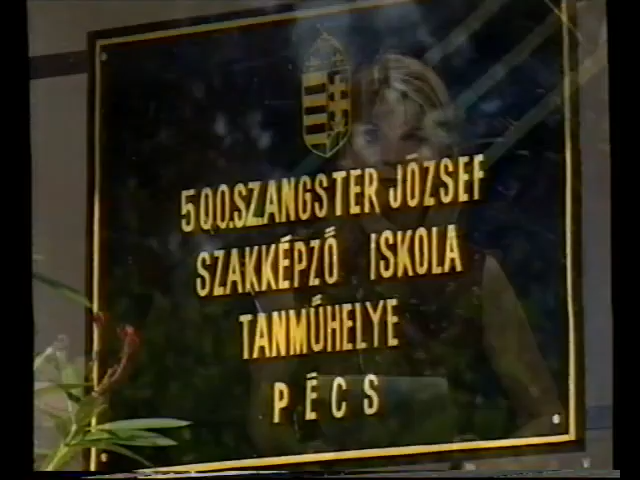 500.SZANGSTER JÓZSEF
SZAKKÉPZŐ ISKOLA
TANMŰHELYE
PÉCS